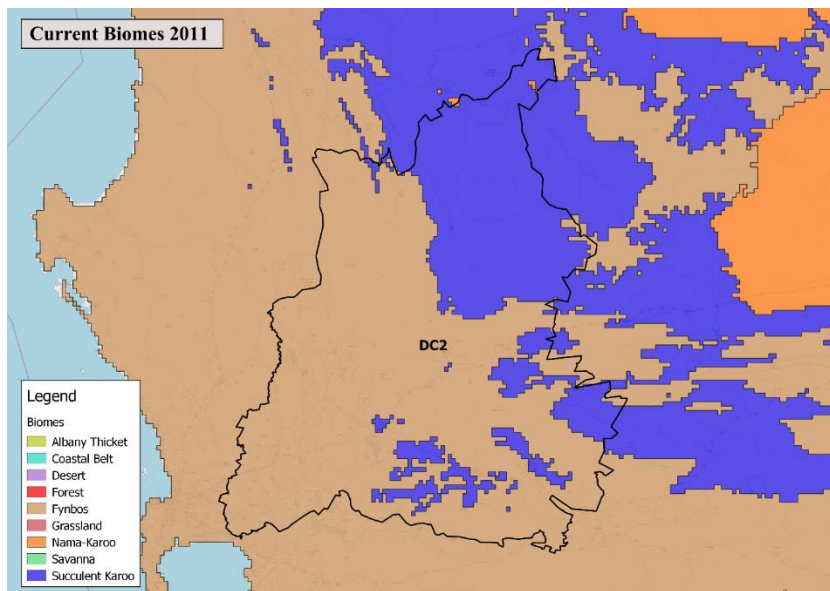 Current Biomes 2011
DC2
Legend
Biomes
Albany Thicket
Coastal Belt
Desert
Forest
Fynbos
Grassland
Nama-Karoo
Savanna
Succulent Karoo